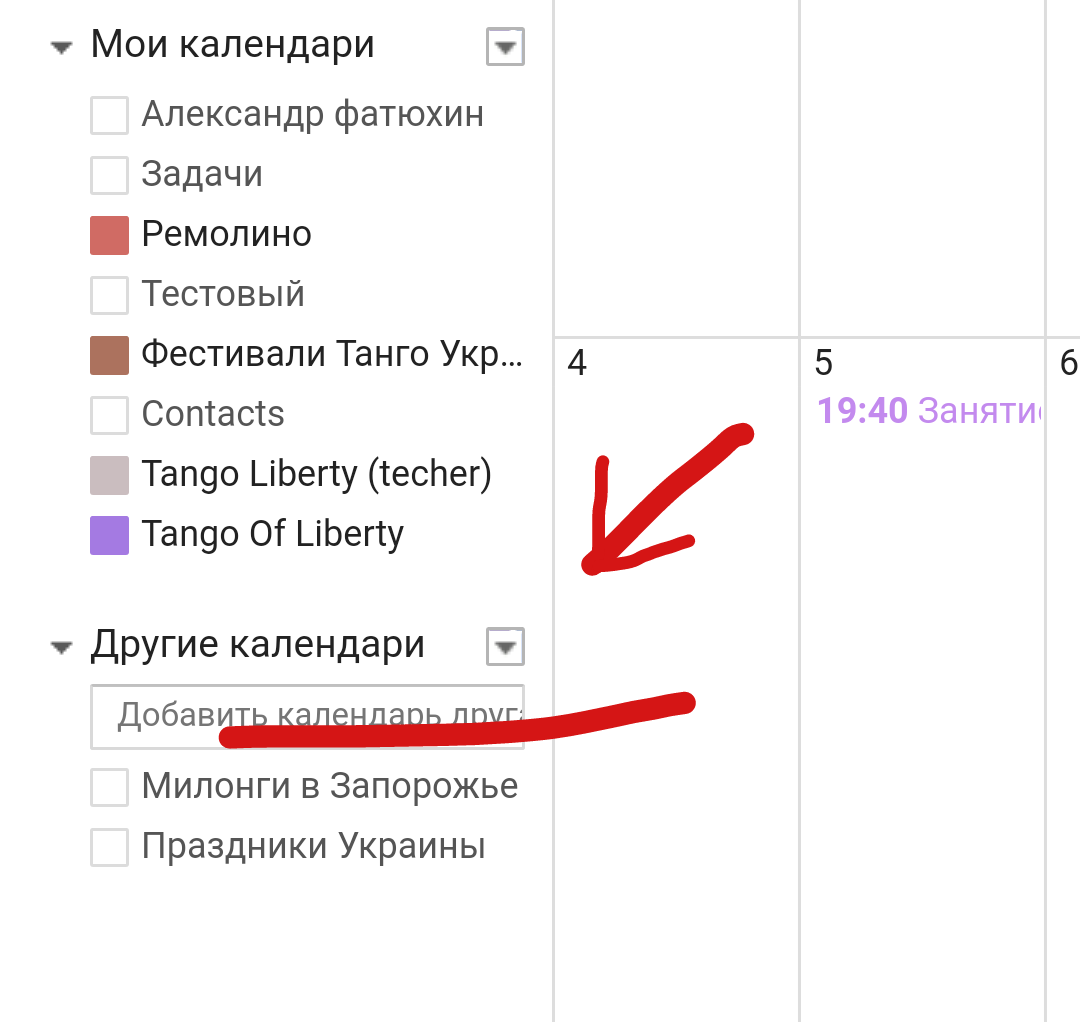 Мои календари
Александр фатюхин
Задачи
Ремолино
Тестовый
Фестивали Танго Укр...
Contacts
Tango Liberty (techer)
Tango Of Liberty
Другие календари
Добавить календарь друга
Милонги в Запорожье
Праздники Украины
4
5
6
19:40 Занятие